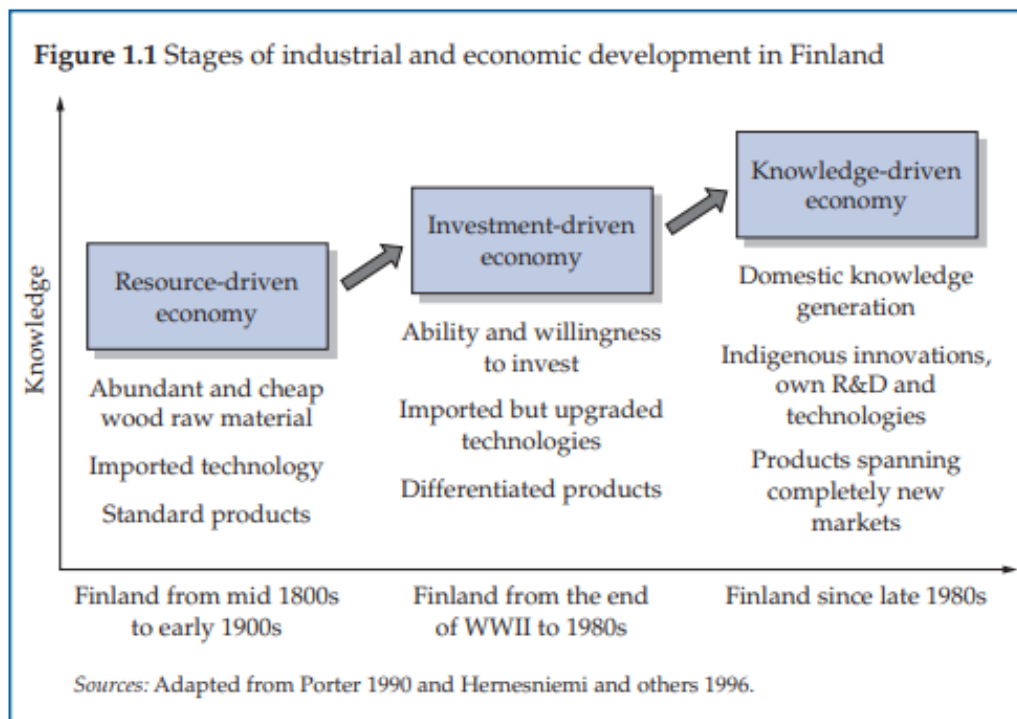 Figure 1.1 Stages of industrial and economic development in Finland
Knowledge
Resource-driven
economy
Abundant and cheap
wood raw material
Imported technology
Standard products
Finland from mid 1800s
to early 1900s
Investment-driven
economy
Ability and willingness
to invest
Imported but upgraded
technologies
Differentiated products
Finland from the end
of WWII to 1980s
Knowledge-driven
economy
Domestic knowledge
generation
Indigenous innovations,
own R&D and
technologies
Products spanning
completely new
markets
Finland since late 1980s
Sources: Adapted from Porter 1990 and Hernesniemi and others 1996.